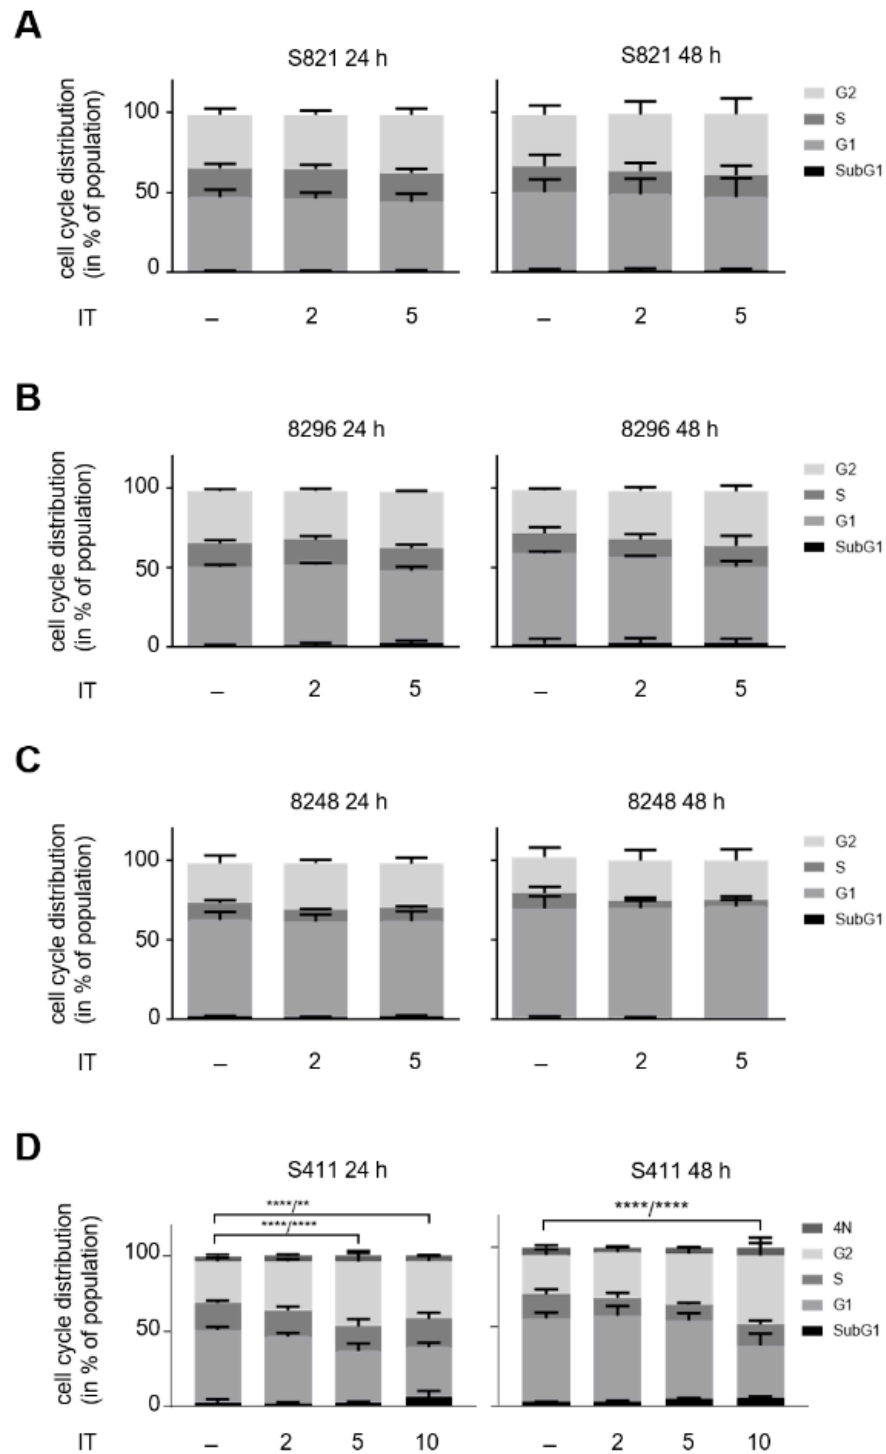 A
S821 24 h
S821 48 h
cell cycle distribution
(in % of population)
100
50
0
G2
S
G1
SubG1
IT
–
2
5
–
2
5
B
8296 24 h
8296 48 h
cell cycle distribution
(in % of population)
100
50
0
G2
S
G1
SubG1
IT
–
2
5
–
2
5
C
8248 24 h
8248 48 h
cell cycle distribution
(in % of population)
100
50
0
G2
S
G1
SubG1
IT
–
2
5
–
2
5
D
S411 24 h
S411 48 h
****/**
****/****
****/****
cell cycle distribution
(in % of population)
100
50
0
4N
G2
S
G1
SubG1
IT
–
2
5
10
–
2
5
10